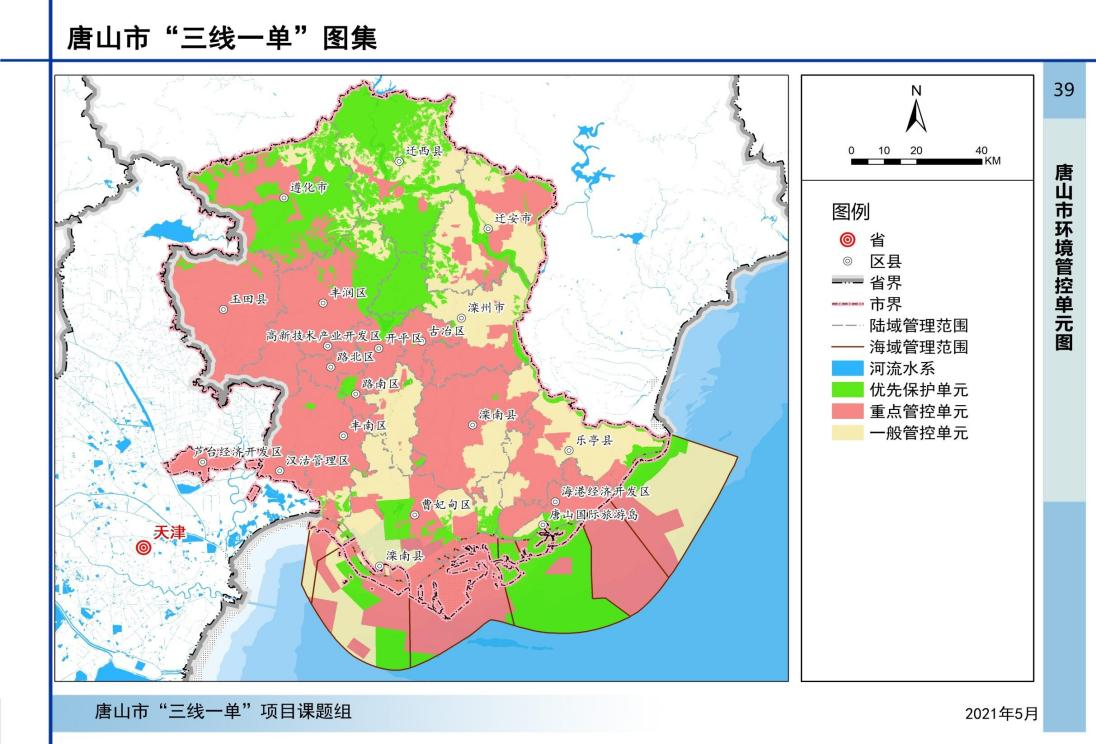 唐山市“三线一单”图集
39
唐山市环境管控单元图
N
0 10 20 40
KM
图例
省
区县
省界
市界
陆域管理范围
海域管理范围
河流水系
优先保护单元
重点管控单元
一般管控单元
迁西县
遵化市
迁安市
玉田县
丰润区
滦州市
高新技术产业开发区
开平区
古冶区
路北区
路南区
滦南县
丰南区
乐亭县
芦台经济开发区
汉沽管理区
海港经济开发区
曹妃甸区
唐山国际旅游岛
天津
滦南县
唐山市“三线一单”项目课题组
2021年5月